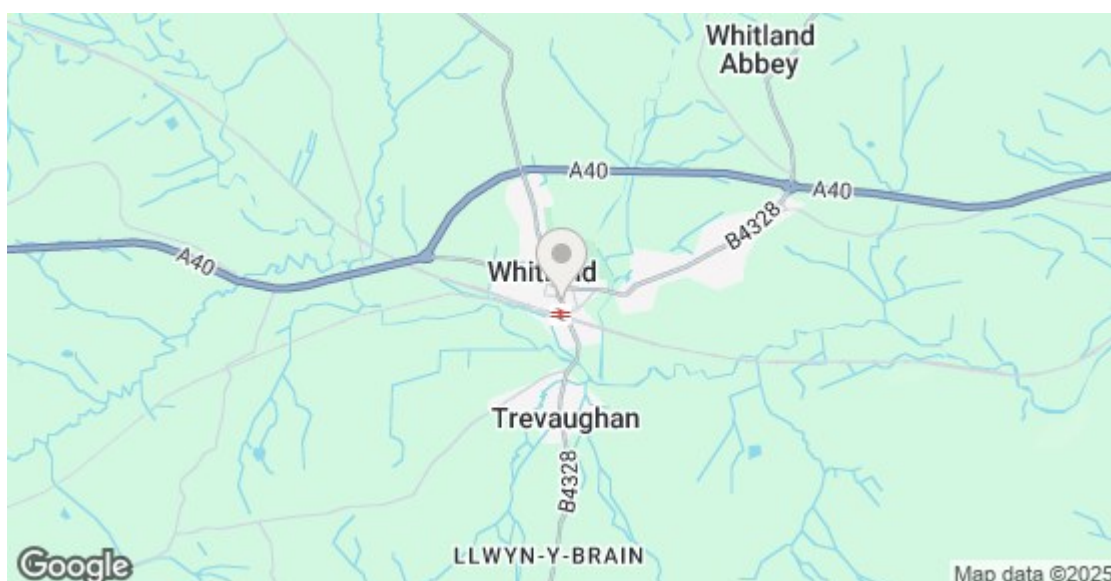 Whitland
Abbey
A40
A40
B4328
A40
Whitland
Trevaughan
B4328
LLWYN-Y-BRAIN
Google
Map data ©2025